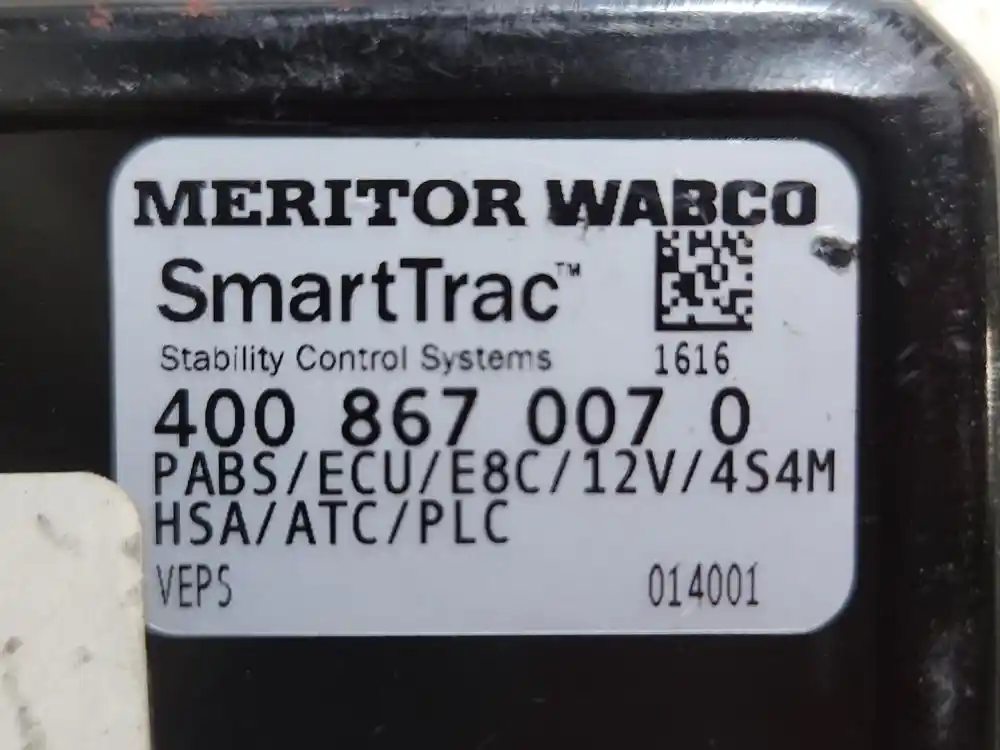 MERITOR WABCO
SmartTrac™
Stability Control Systems
1616
400 867 007 0
PABS/ECU/E8C/12V/4S4M
HSA/ATC/PLC
VEPS 014001